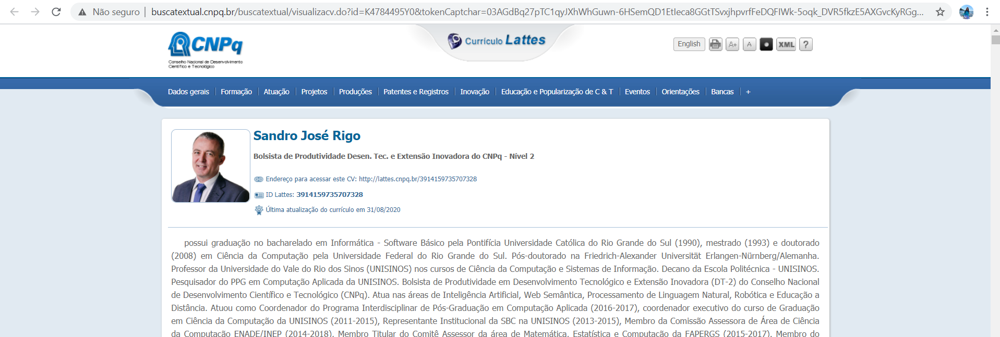 Não seguro | buscatextual.cnpq.br/buscatextual/visualizacv.do?id=K4784495Y0&tokenCaptchar=03AGdBq27pTC1qyJXhWhGuwn-6HSemQD1EtIeca8GGtTSvxjhpvrfFeDQFIWk-5oqk_DVR5fkzE5AXGvcKyRGg...
CNPq
Conselho Nacional de Desenvolvimento
Científico e Tecnológico
Currículo Lattes
English A+ A XML ?
Dados gerais | Formação | Atuação | Projetos | Produções | Patentes e Registros | Inovação | Educação e Popularização de C & T | Eventos | Orientações | Bancas | +
Sandro José Rigo
Bolsista de Produtividade Desen. Tec. e Extensão Inovadora do CNPq - Nível 2
Endereço para acessar este CV: http://lattes.cnpq.br/3914159735707328
ID Lattes: 3914159735707328
Última atualização do currículo em 31/08/2020
possui graduação no bacharelado em Informática - Software Básico pela Pontifícia Universidade Católica do Rio Grande do Sul (1990), mestrado (1993) e doutorado
(2008) em Ciência da Computação pela Universidade Federal do Rio Grande do Sul. Pós-doutorado na Friedrich-Alexander Universität Erlangen-Nürnberg/Alemanha.
Professor da Universidade do Vale do Rio dos Sinos (UNISINOS) nos cursos de Ciência da Computação e Sistemas de Informação. Decano da Escola Politécnica - UNISINOS.
Pesquisador do PPG em Computação Aplicada da UNISINOS. Bolsista de Produtividade em Desenvolvimento Tecnológico e Extensão Inovadora (DT-2) do Conselho Nacional
de Desenvolvimento Científico e Tecnológico (CNPq). Atua nas áreas de Inteligência Artificial, Web Semântica, Processamento de Linguagem Natural, Robótica e Educação a
Distância. Atuou como Coordenador do Programa Interdisciplinar de Pós-Graduação em Computação Aplicada (2016-2017), coordenador executivo do curso de Graduação
em Ciência da Computação da UNISINOS (2011-2015), Representante Institucional da SBC na UNISINOS (2013-2015), Membro da Comissão Assessora de Área de Ciência
da Computação ENADE/INEP (2014-2018), Membro Titular do Comitê Assessor da área de Matemática, Estatística e Computação da FAPERGS (2015-2017). Membro do